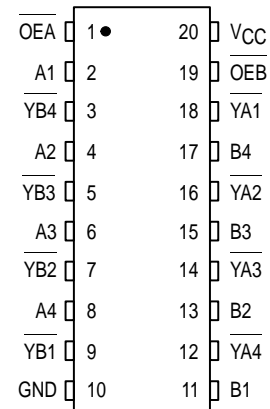 OEA 1 20 VCC
A1 2 19 OEB
YB4 3 18 YA1
A2 4 17 B4
YB3 5 16 YA2
A3 6 15 B3
YB2 7 14 YA3
A4 8 13 B2
YB1 9 12 YA4
GND 10 11 B1